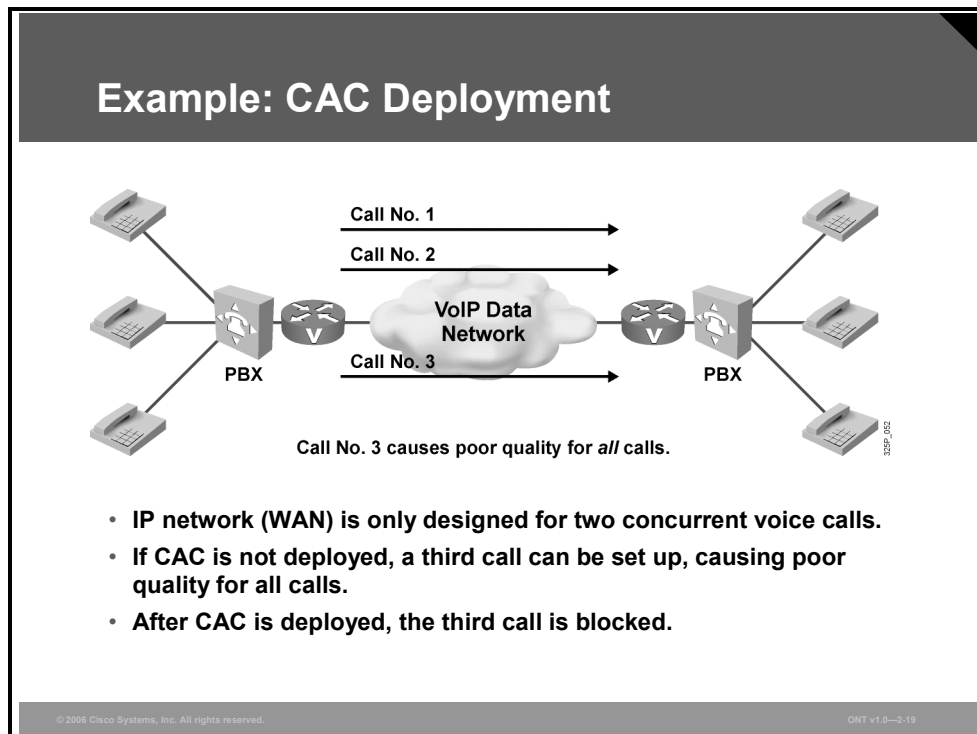 Example: CAC Deployment
Call No. 1
Call No. 2
VoIP Data
Network
V
V
Call No. 3
PBX
PBX
325P_052
Call No. 3 causes poor quality for all calls.
• IP network (WAN) is only designed for two concurrent voice calls.
• If CAC is not deployed, a third call can be set up, causing poor
quality for all calls.
• After CAC is deployed, the third call is blocked.
© 2006 Cisco Systems, Inc. All rights reserved.
ONT v1.0—2-19